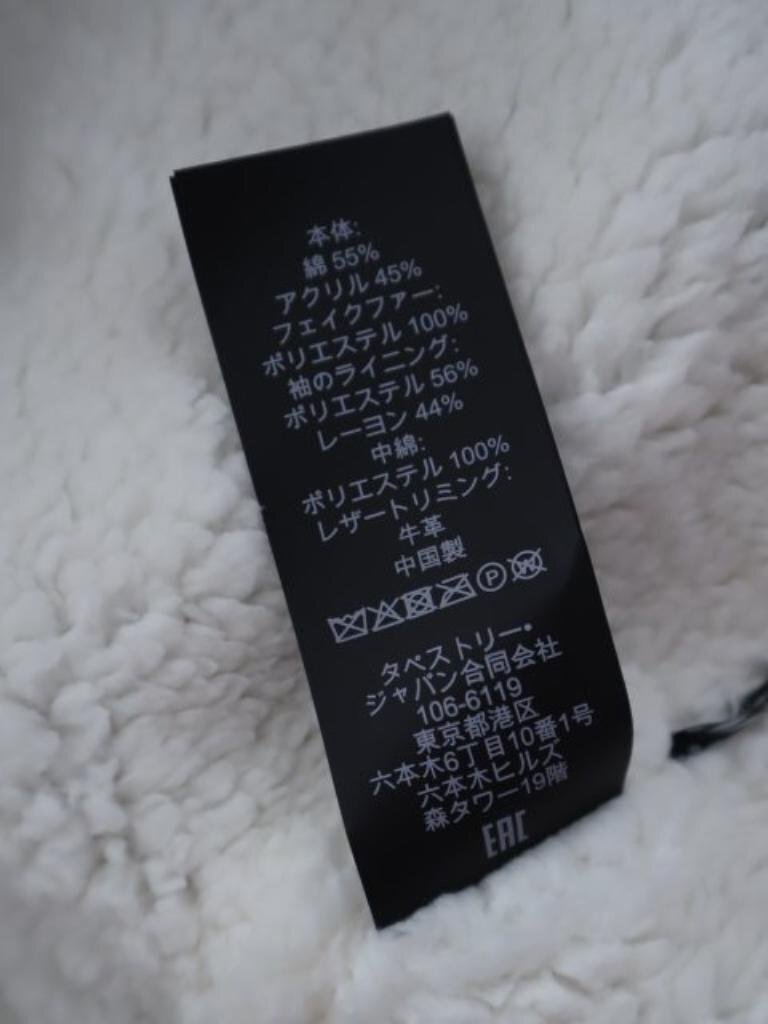 本体:
綿 55%
アクリル 45%
フェイクファー:
ポリエステル 100%
袖のライニング:
ポリエステル 56%
レーヨン 44%
中綿:
ポリエステル 100%
レザートリミング:
牛革
中国製
P W
タペストリー•
ジャパン合同会社
106-6119
東京都港区
六本木6丁目10番1号
六本木ヒルズ
森タワー19階
EAC